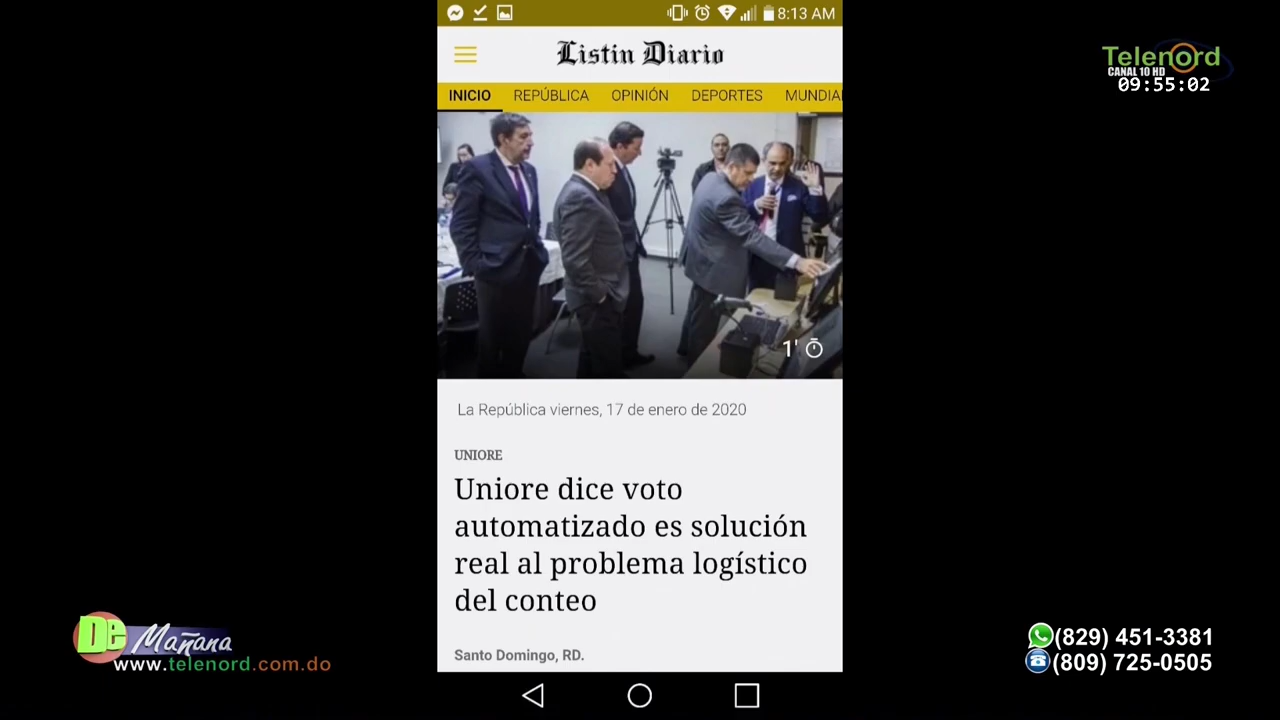 8:13 AM
Listin Diario
Telenord
CANAL 10 HD
09:55:02
INICIO REPÚBLICA OPINIÓN DEPORTES MUNDIAL
1'
La República viernes, 17 de enero de 2020
UNIORE
Uniore dice voto
automatizado es solución
real al problema logístico
del conteo
Santo Domingo, RD.
De Mañana
www.telenord.com.do
(829) 451-3381
(809) 725-0505